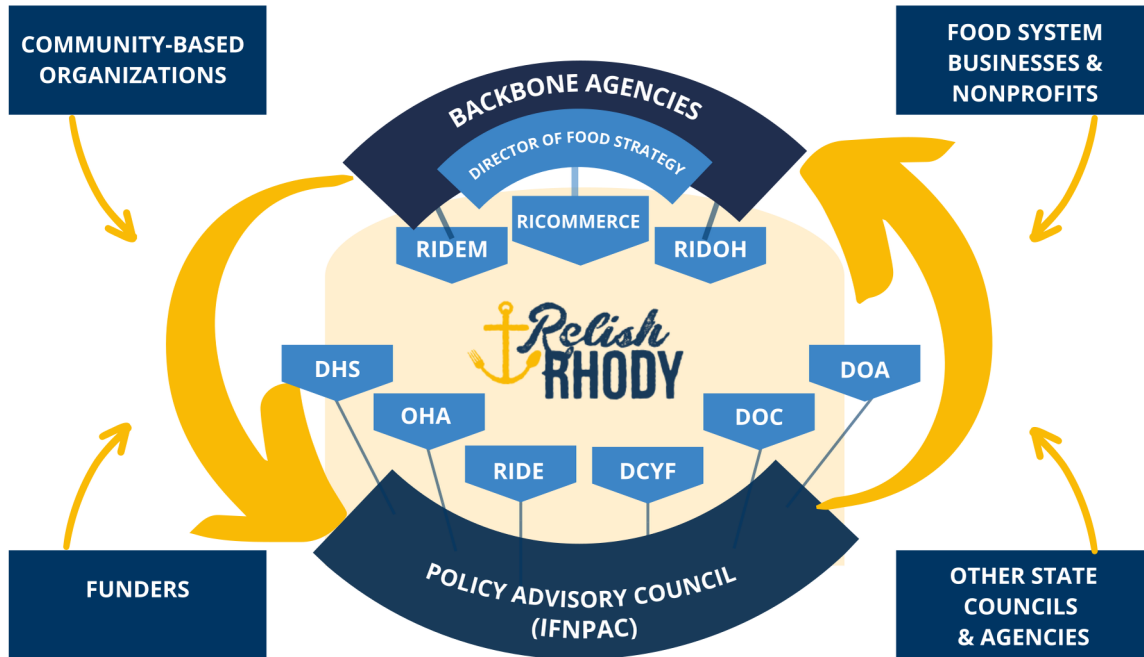 COMMUNITY-BASED
ORGANIZATIONS
FOOD SYSTEM
BUSINESSES &
NONPROFITS
BACKBONE AGENCIES
DIRECTOR OF FOOD STRATEGY
RICOMMERCE
RIDEM
RIDOH
Relish
RHODY
DHS
DOA
OHA
DOC
RIDE
DCYF
POLICY ADVISORY COUNCIL
(IFNPAC)
FUNDERS
OTHER STATE
COUNCILS
& AGENCIES